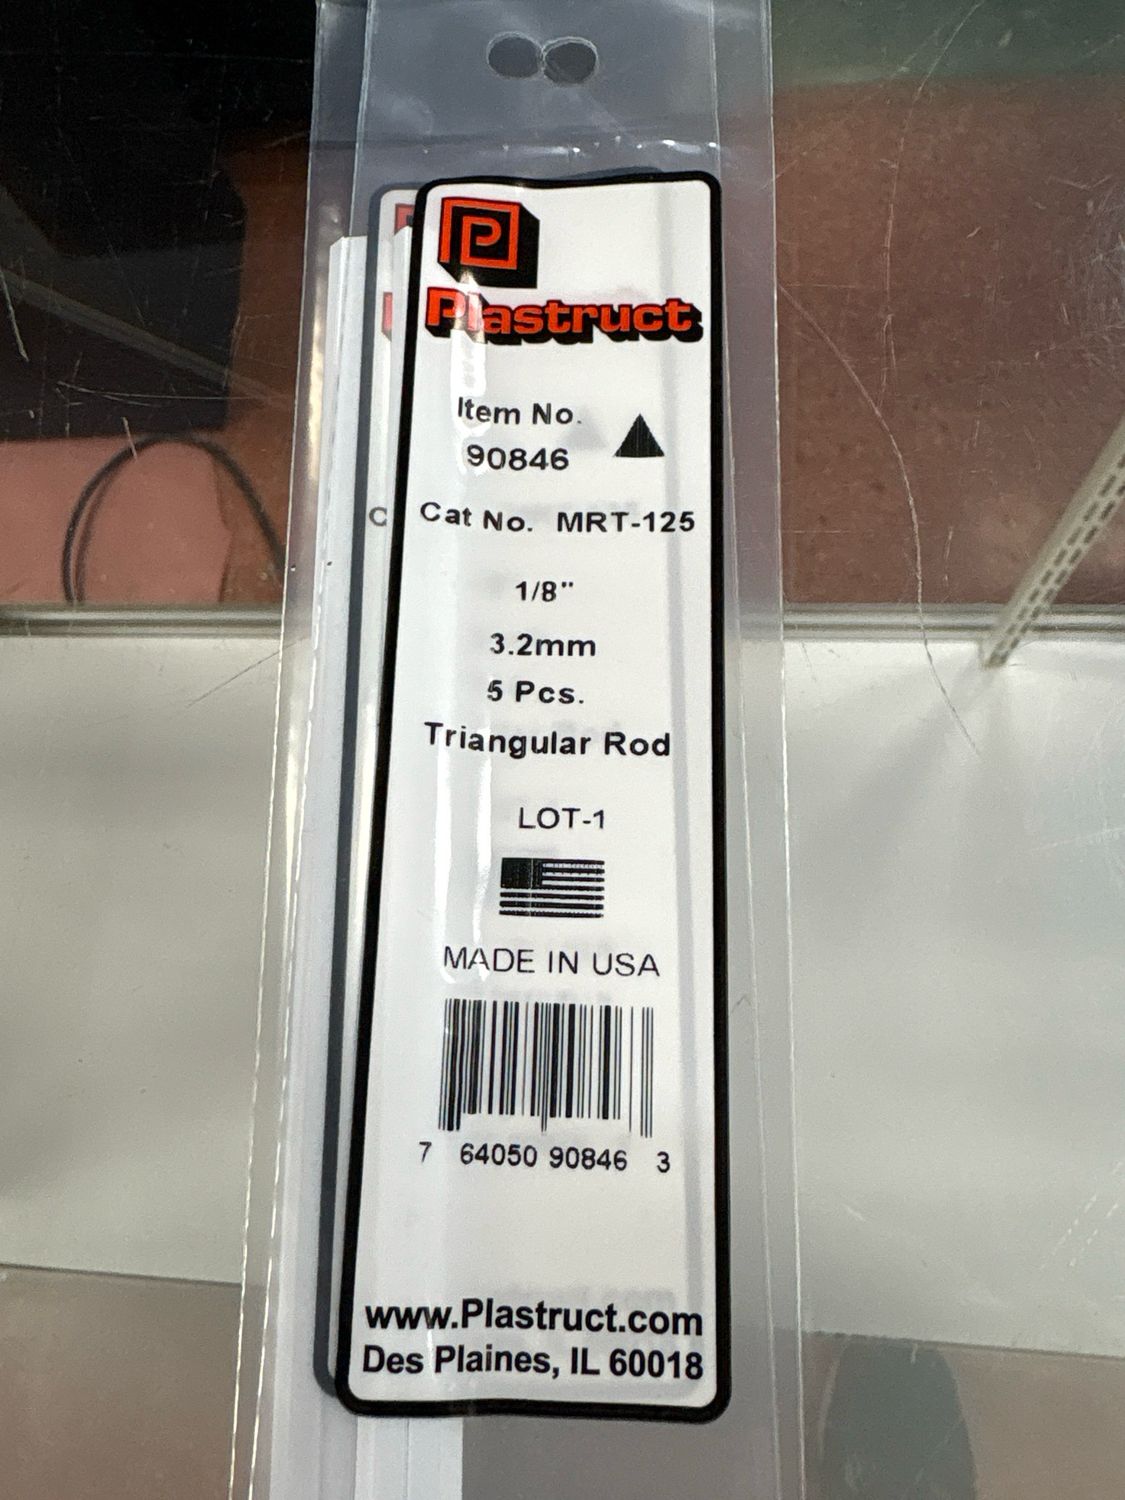 P
Plastruct
Item No.
90846
C
Cat No. MRT-125
1/8"
3.2mm
5 Pcs.
Triangular Rod
LOT-1
MADE IN USA
7 64050 90846 3
www.Plastruct.com
Des Plaines, IL 60018